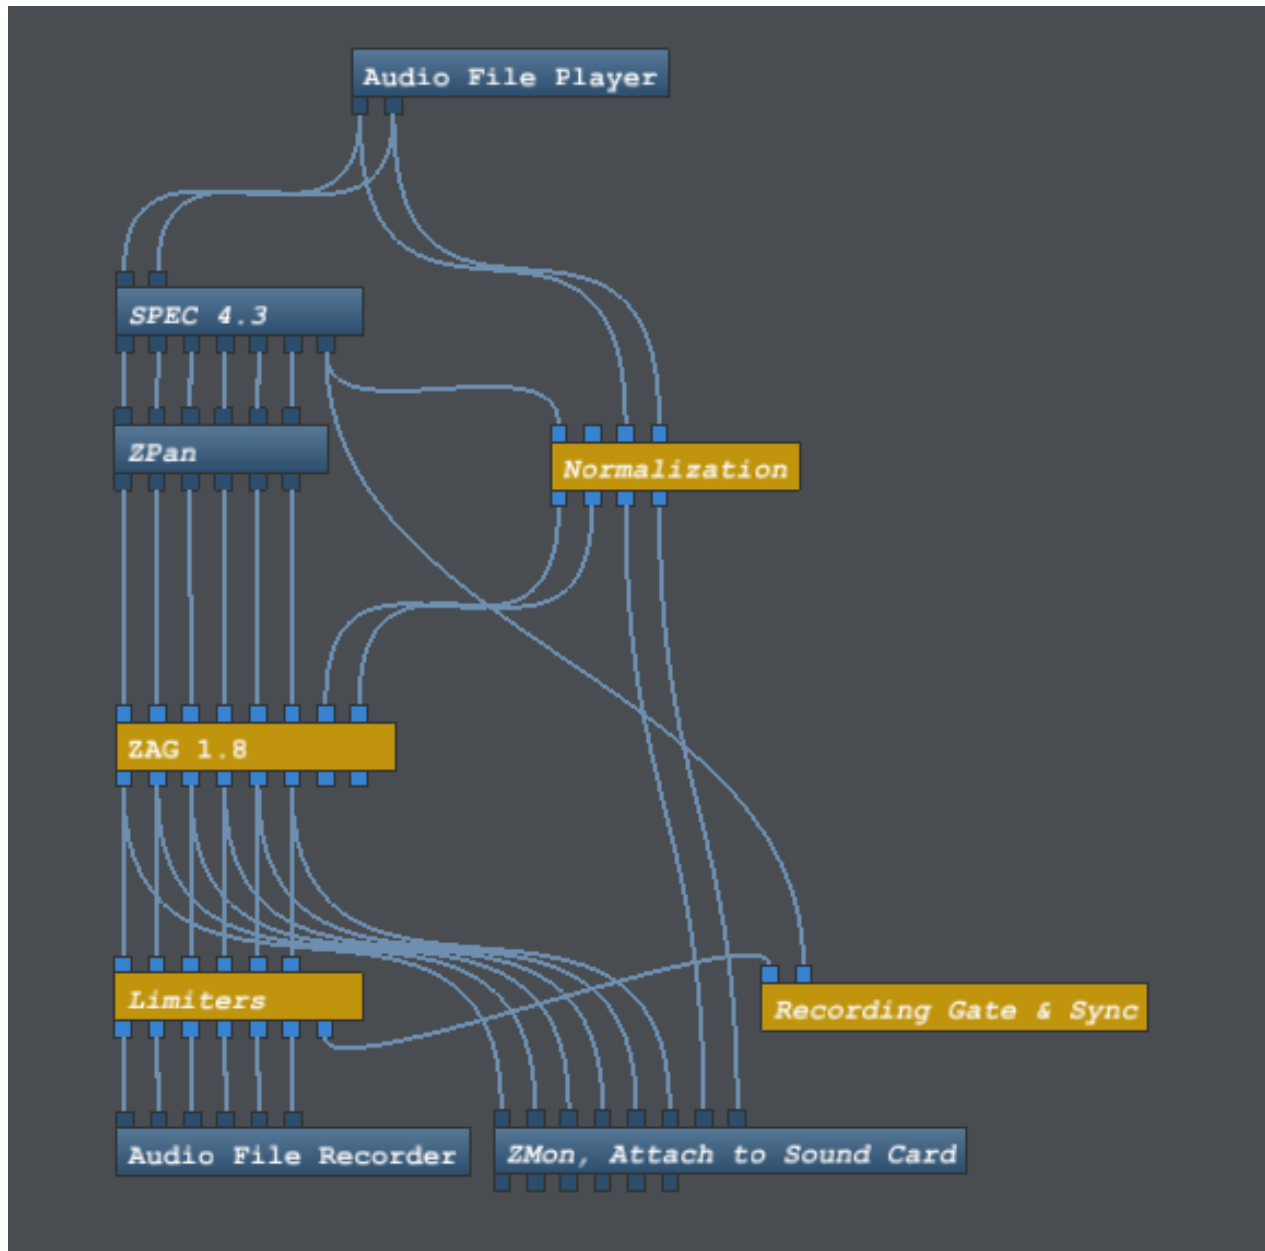 Audio File Player
SPEC 4.3
ZPan
Normalization
ZAG 1.8
Limiters
Recording Gate & Sync
Audio File Recorder
ZMon, Attach to Sound Card